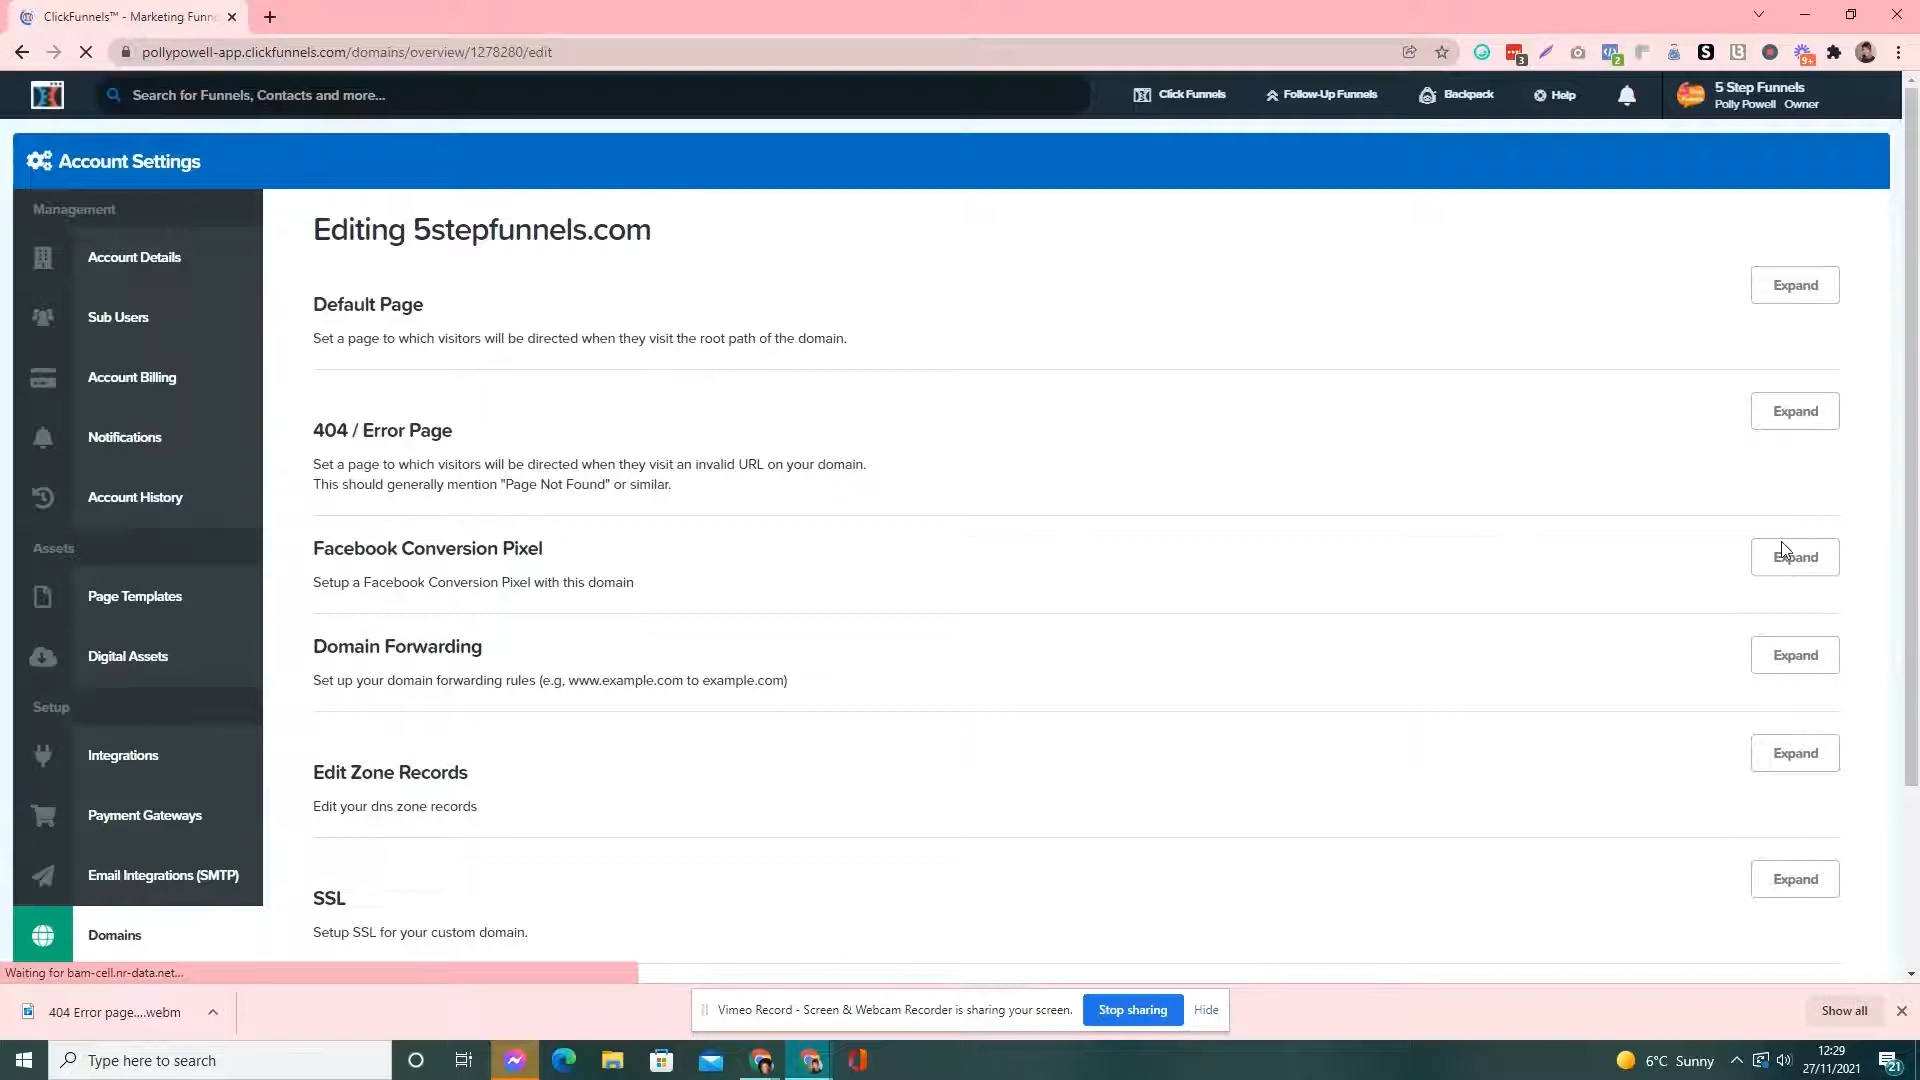 ClickFunnels™ - Marketing Funn
pollypowell-app.clickfunnels.com/domains/overview/1278280/edit
3
2
9+
Search for Funnels, Contacts and more...
Click Funnels
Follow-Up Funnels
Backpack
Help
5 Step Funnels
Polly Powell Owner
Account Settings
Management
Account Details
Sub Users
Account Billing
Notifications
Account History
Assets
Page Templates
Digital Assets
Setup
Integrations
Payment Gateways
Email Integrations (SMTP)
Domains
Editing 5stepfunnels.com
Default Page
Expand
Set a page to which visitors will be directed when they visit the root path of the domain.
404 / Error Page
Expand
Set a page to which visitors will be directed when they visit an invalid URL on your domain.
This should generally mention "Page Not Found" or similar.
Facebook Conversion Pixel
Expand
Setup a Facebook Conversion Pixel with this domain
Domain Forwarding
Expand
Set up your domain forwarding rules (e.g, www.example.com to example.com)
Edit Zone Records
Expand
Edit your dns zone records
SSL
Expand
Setup SSL for your custom domain.
Waiting for bam-cell.nr-data.net...
404 Error page....webm
Vimeo Record - Screen & Webcam Recorder is sharing your screen.
Stop sharing
Hide
Show all
Type here to search
6°C Sunny
12:29
27/11/2021
21